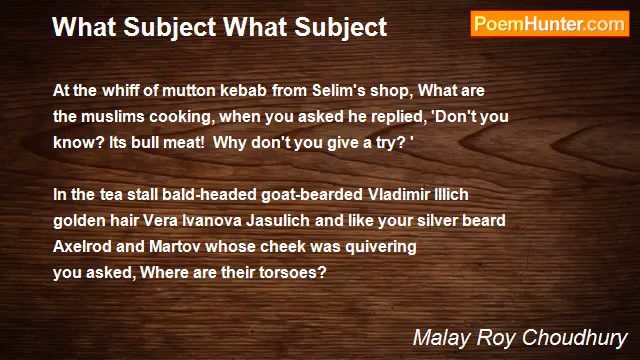 What Subject What Subject
PoemHunter.com
At the whiff of mutton kebab from Selim's shop, What are
the muslims cooking, when you asked he replied, 'Don't you
know? Its bull meat!  Why don't you give a try? '
In the tea stall bald-headed goat-bearded Vladimir Illich
golden hair Vera Ivanova Jasulich and like your silver beard
Axelrod and Martov whose cheek was quivering
you asked, Where are their torsoes?
Malay Roy Choudhury